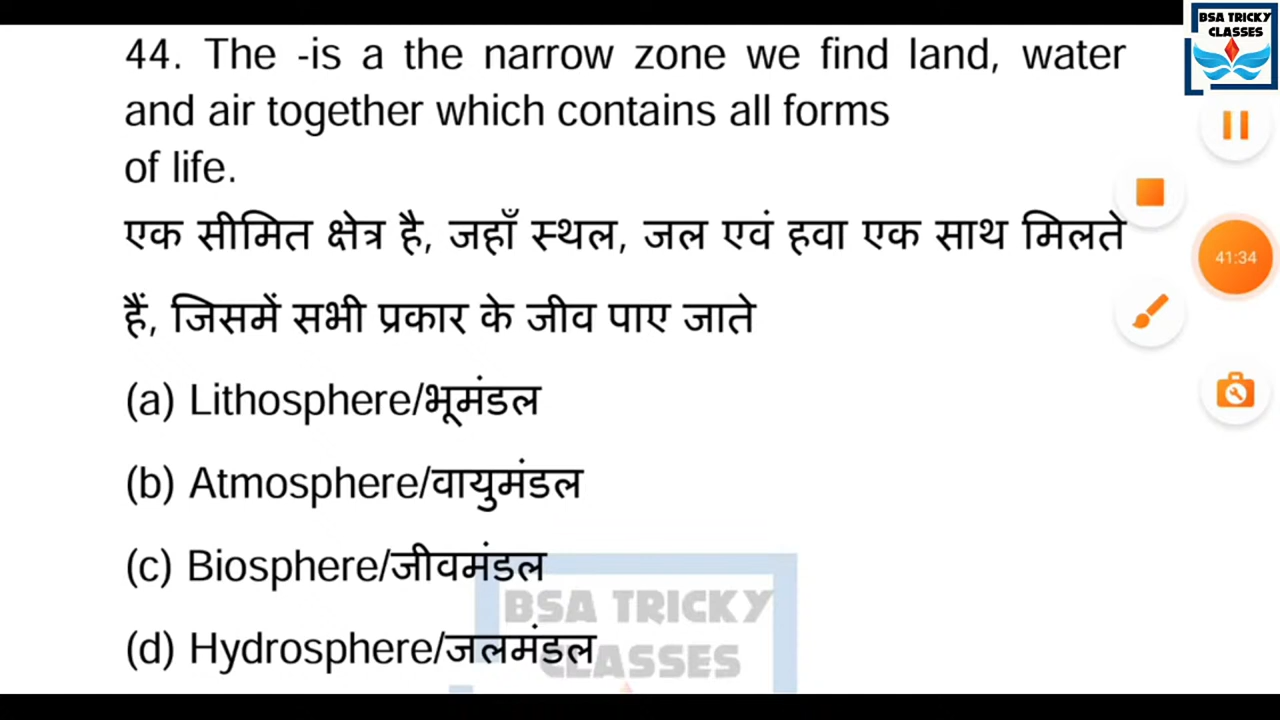 BSA TRICKY
CLASSES
44. The -is a the narrow zone we find land, water
and air together which contains all forms
of life.
एक सीमित क्षेत्र है, जहाँ स्थल, जल एवं हवा एक साथ मिलते
हैं, जिसमें सभी प्रकार के जीव पाए जाते
41:34
(a) Lithosphere/भूमंडल
(b) Atmosphere/वायुमंडल
(c) Biosphere/जीवमंडल
BSA TRICKY
(d) Hydrosphere/जलमंडल
CLASSES